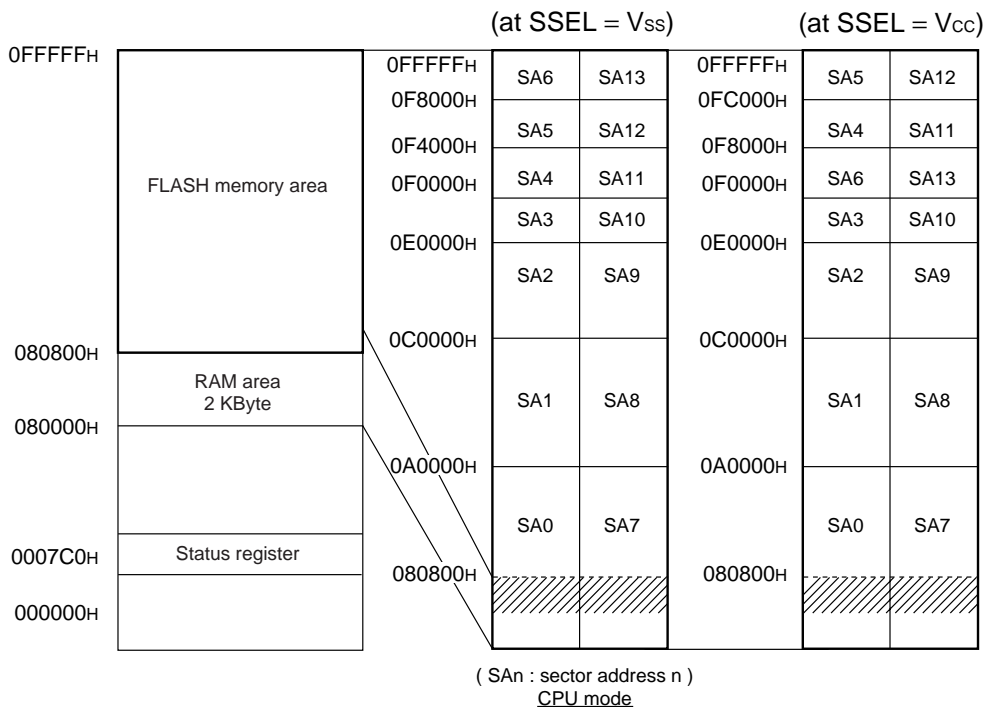 (at SSEL = VSS)
(at SSEL = VCC)
0FFFFFH
FLASH memory area
080800H
RAM area
2 KByte
080000H
0007C0H
Status register
000000H
0FFFFFH
SA6 SA13
0F8000H
SA5 SA12
0F4000H
0F0000H
SA4 SA11
SA3 SA10
0E0000H
SA2 SA9
0C0000H
SA1 SA8
0A0000H
SA0 SA7
080800H
0FFFFFH
SA5 SA12
0FC000H
SA4 SA11
0F8000H
0F0000H
SA6 SA13
SA3 SA10
0E0000H
SA2 SA9
0C0000H
SA1 SA8
0A0000H
SA0 SA7
080800H
( SAn : sector address n )
CPU mode